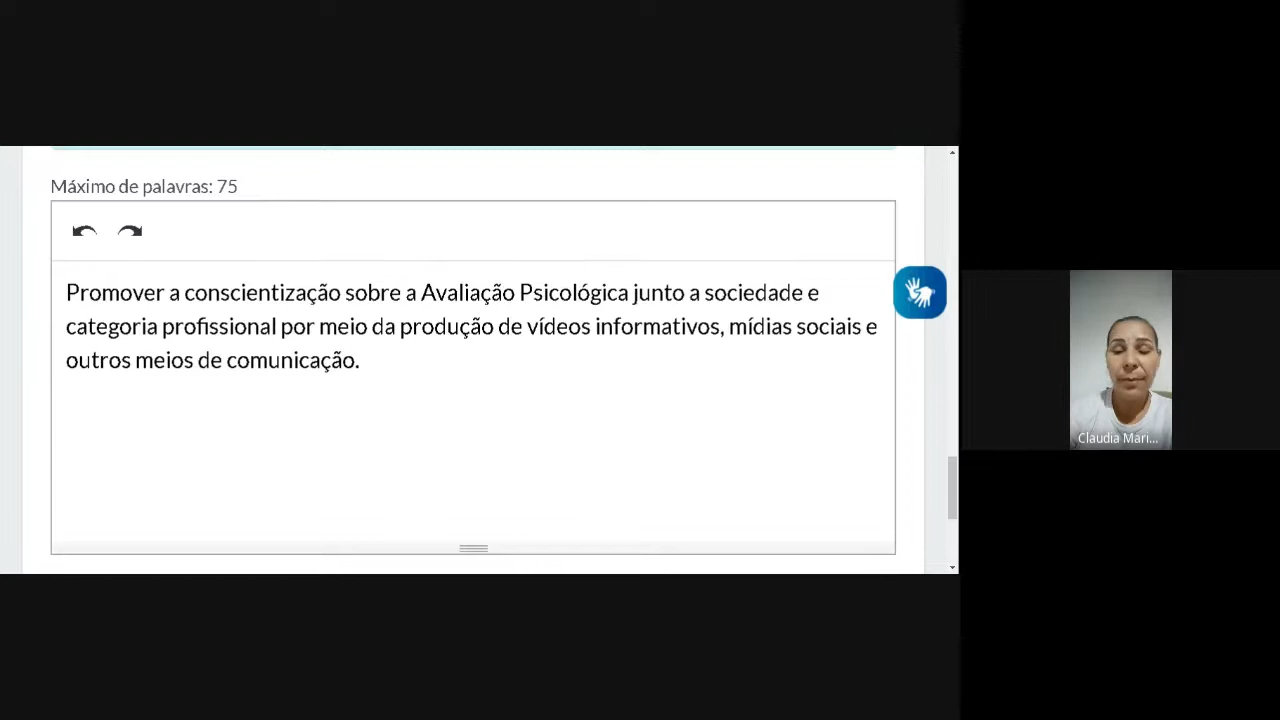 Máximo de palavras: 75
Promover a conscientização sobre a Avaliação Psicológica junto a sociedade e
categoria profissional por meio da produção de vídeos informativos, mídias sociais e
outros meios de comunicação.
Claudia Mari...